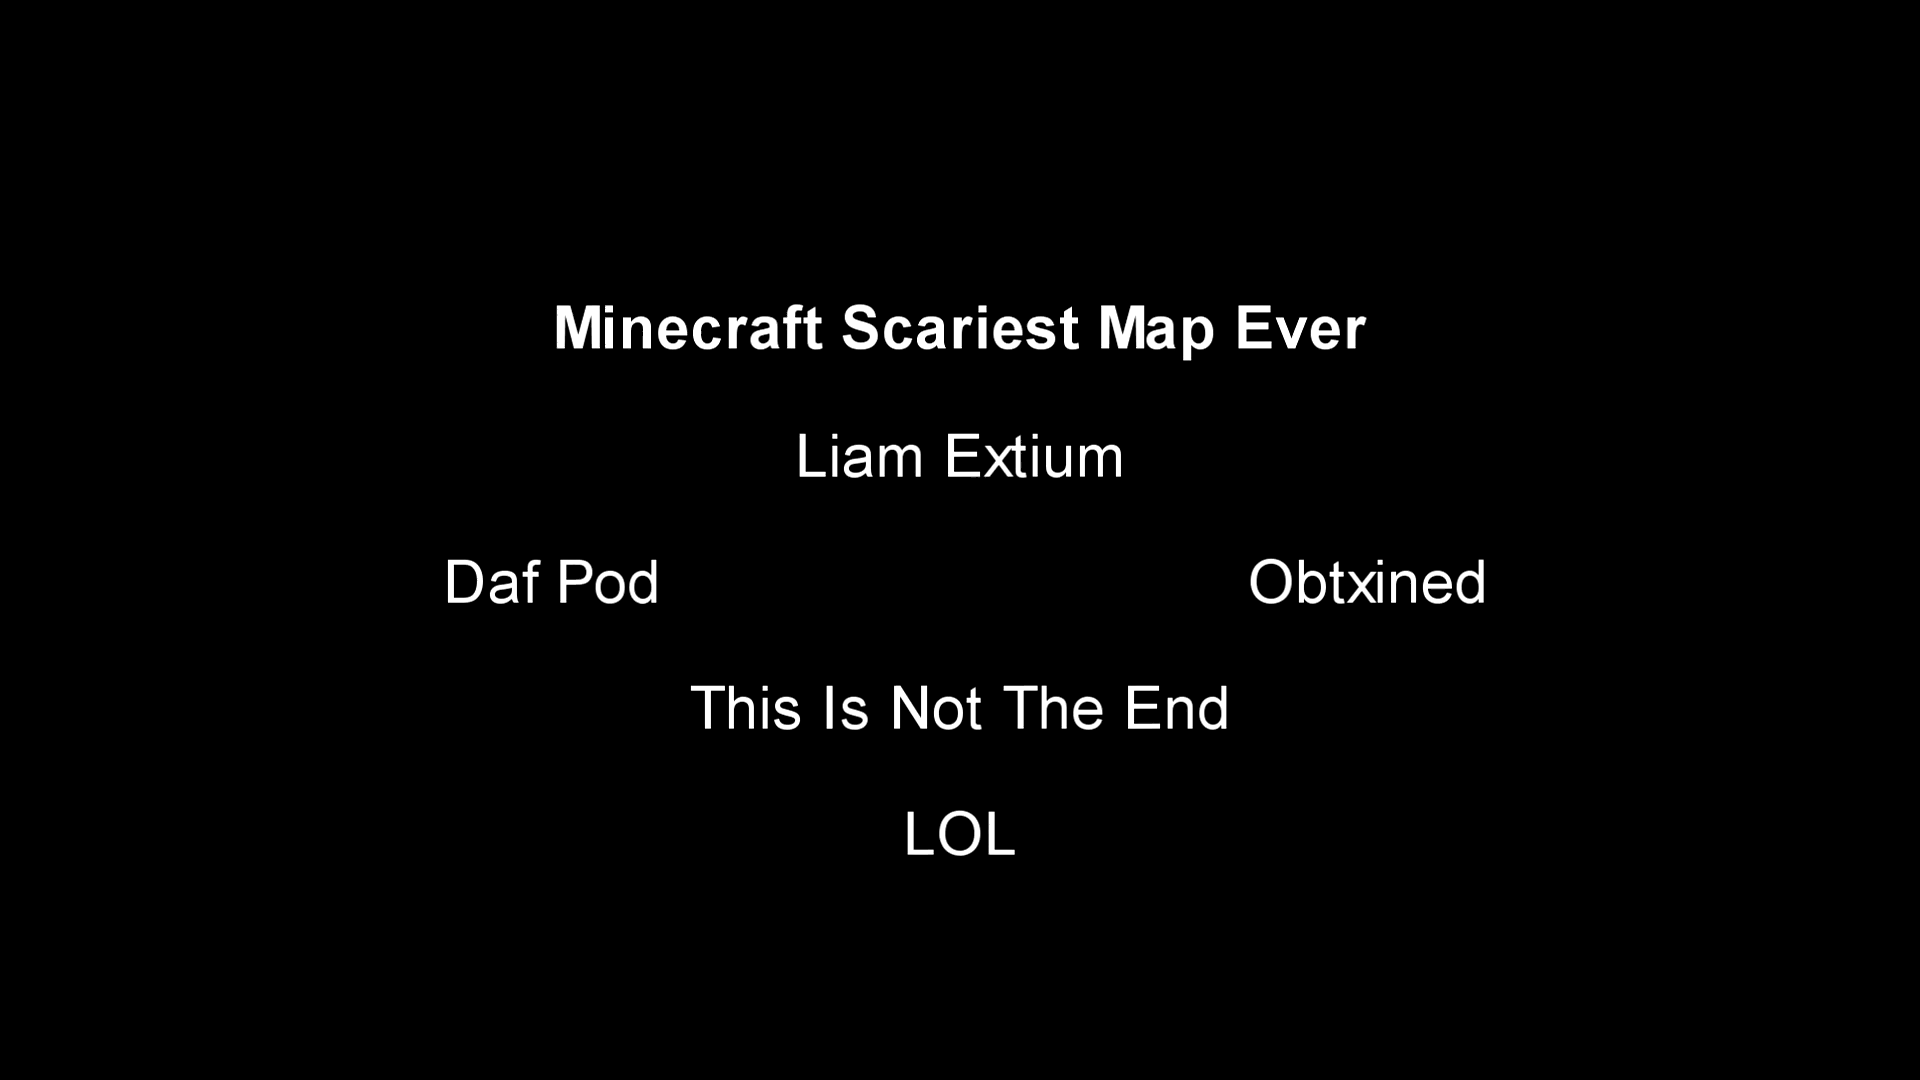 Minecraft Scariest Map Ever
Liam Extium
Daf Pod Obtxined
This Is Not The End
LOL